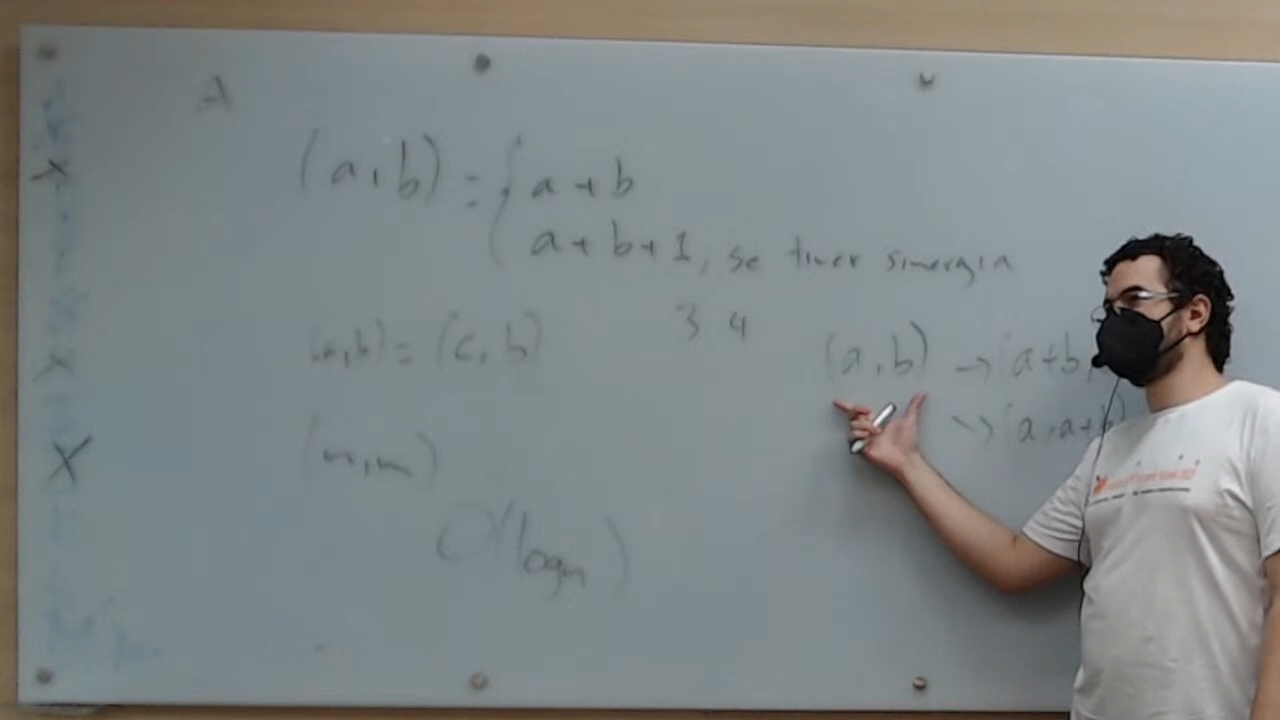 A
X
(a,b) = { a + b
a + b + 1, se tiver sinergia
3 4
(a,b) = (c, b)
(a,b) → (a+b,
X
↘ (a, a+b)
(n,m)
X
O(log n)